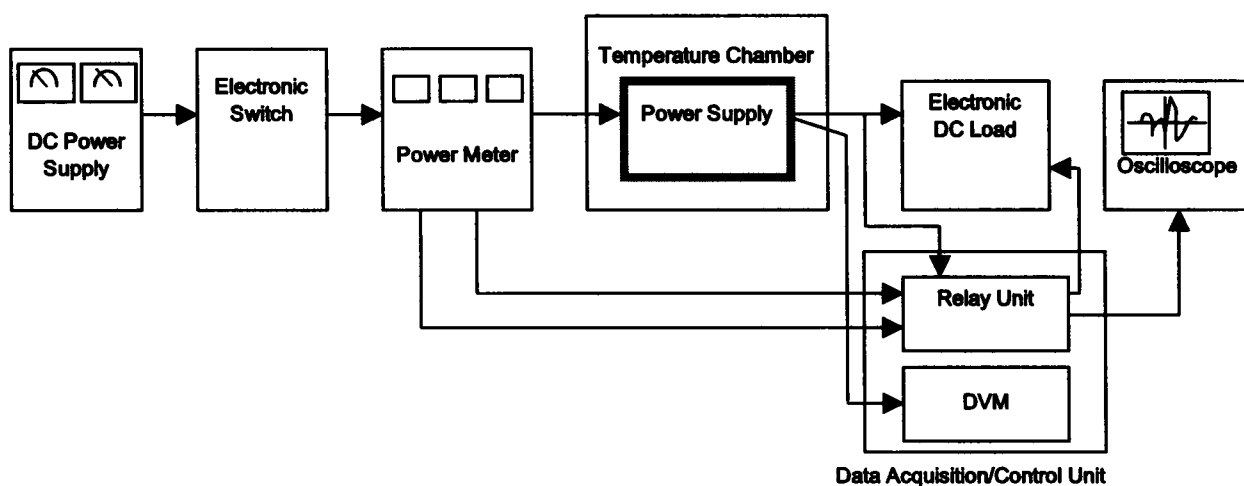 DC Power
Supply
Electronic
Switch
Power Meter
Temperature Chamber
Power Supply
Electronic
DC Load
Oscilloscope
Relay Unit
DVM
Data Acquisition/Control Unit